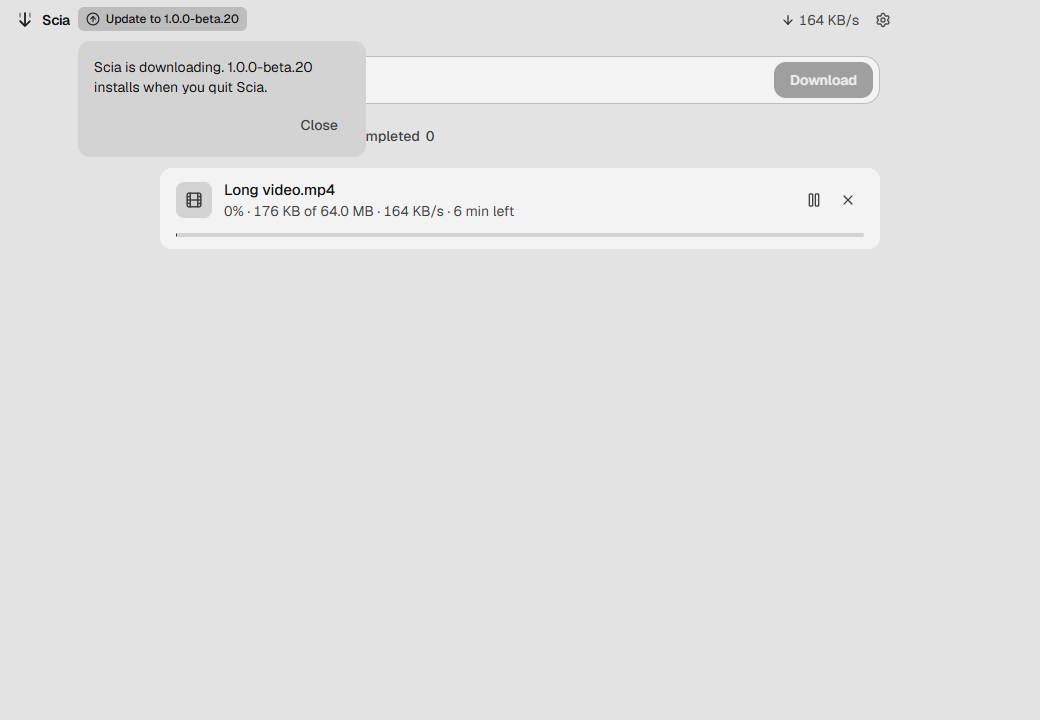 Scia
Update to 1.0.0-beta.20
164 KB/s
Scia is downloading. 1.0.0-beta.20
installs when you quit Scia.
Close
Download
mpleted 0
Long video.mp4
0% · 176 KB of 64.0 MB · 164 KB/s · 6 min left